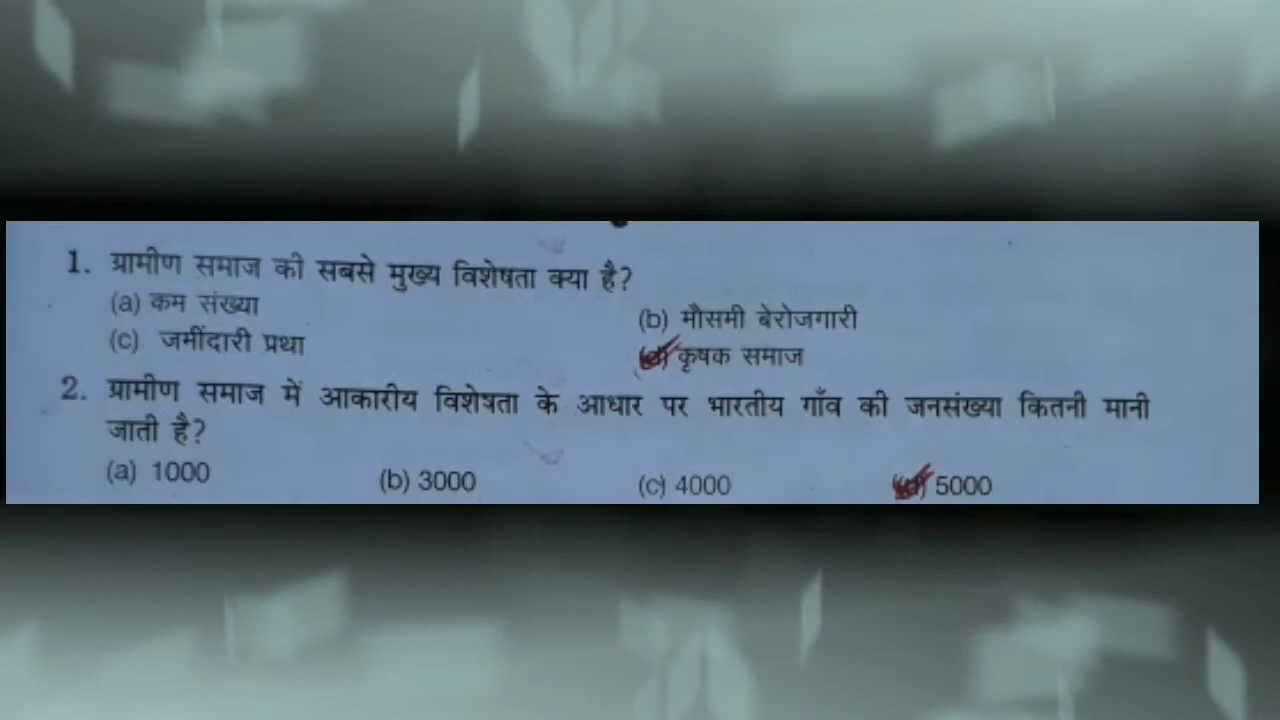 1. ग्रामीण समाज की सबसे मुख्य विशेषता क्या है?
(a) कम संख्या
(b) मौसमी बेरोजगारी
(c) जमींदारी प्रथा
(d) कृषक समाज
2. ग्रामीण समाज में आकारीय विशेषता के आधार पर भारतीय गाँव की जनसंख्या कितनी मानी
जाती है?
(a) 1000 (b) 3000 (c) 4000 (d) 5000